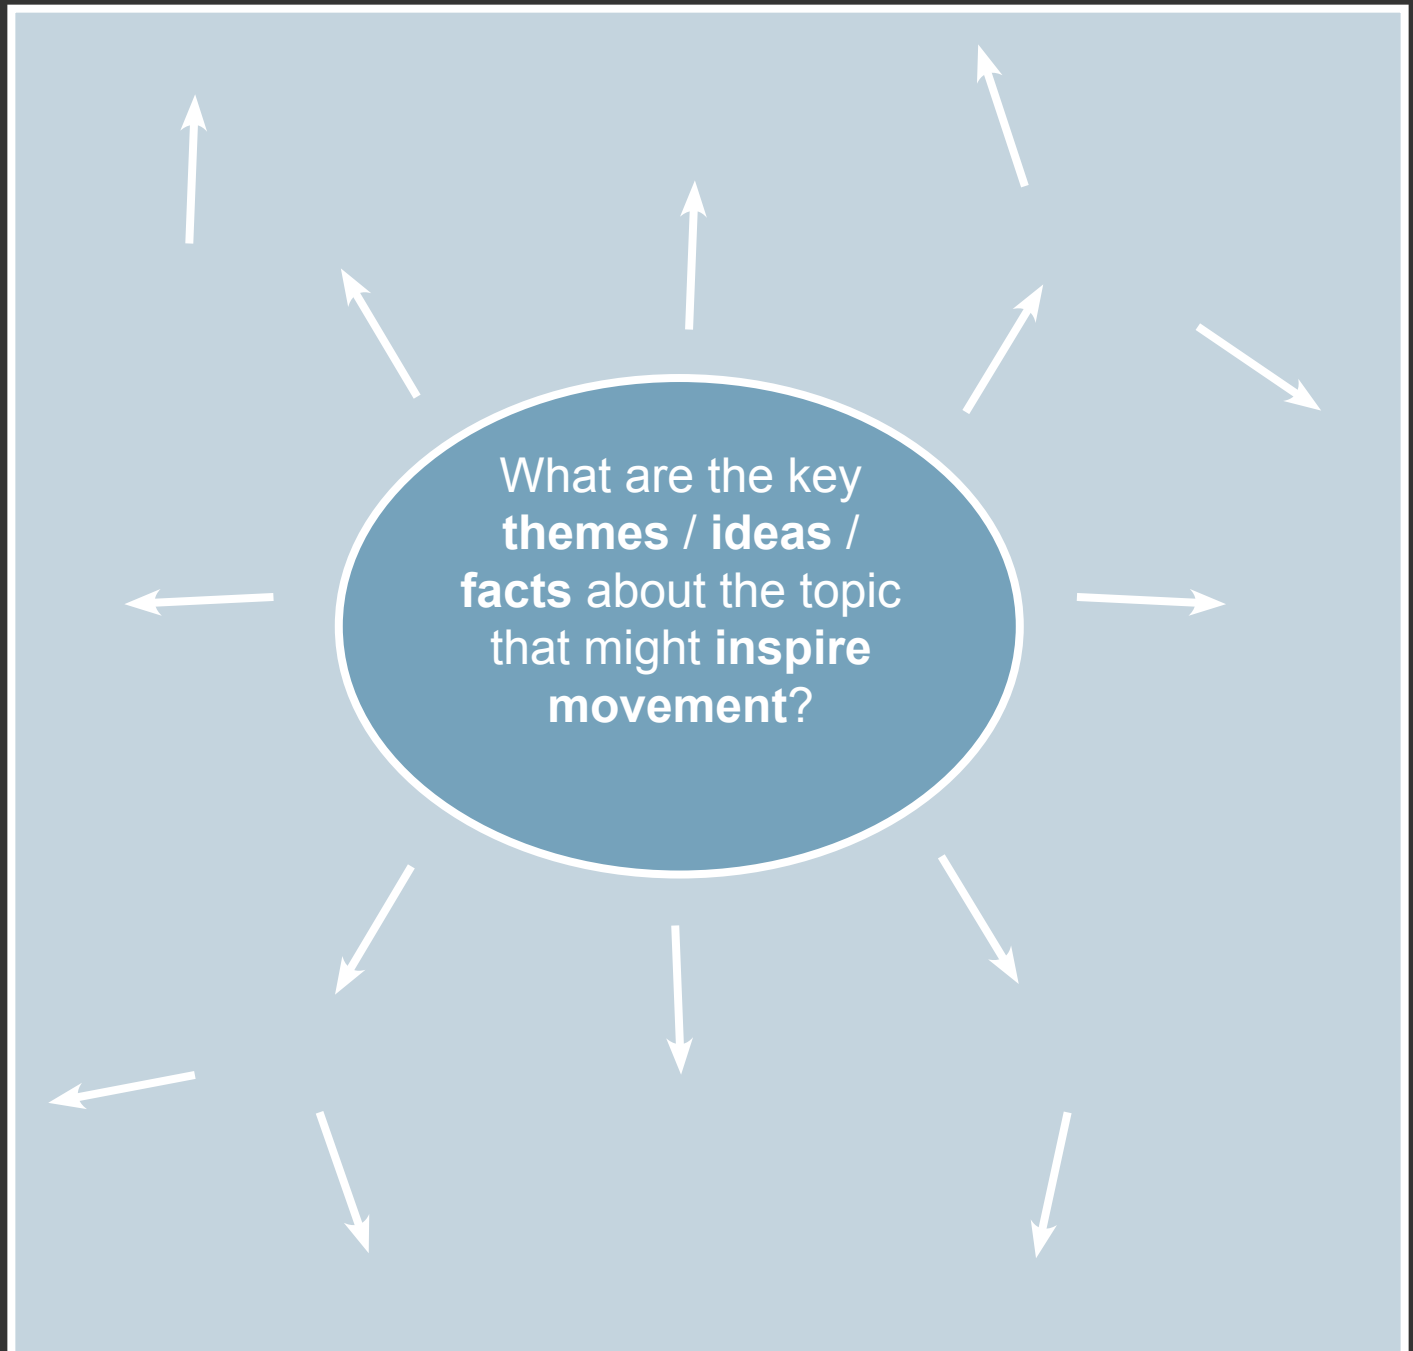 What are the key
themes / ideas /
facts about the topic
that might inspire
movement?